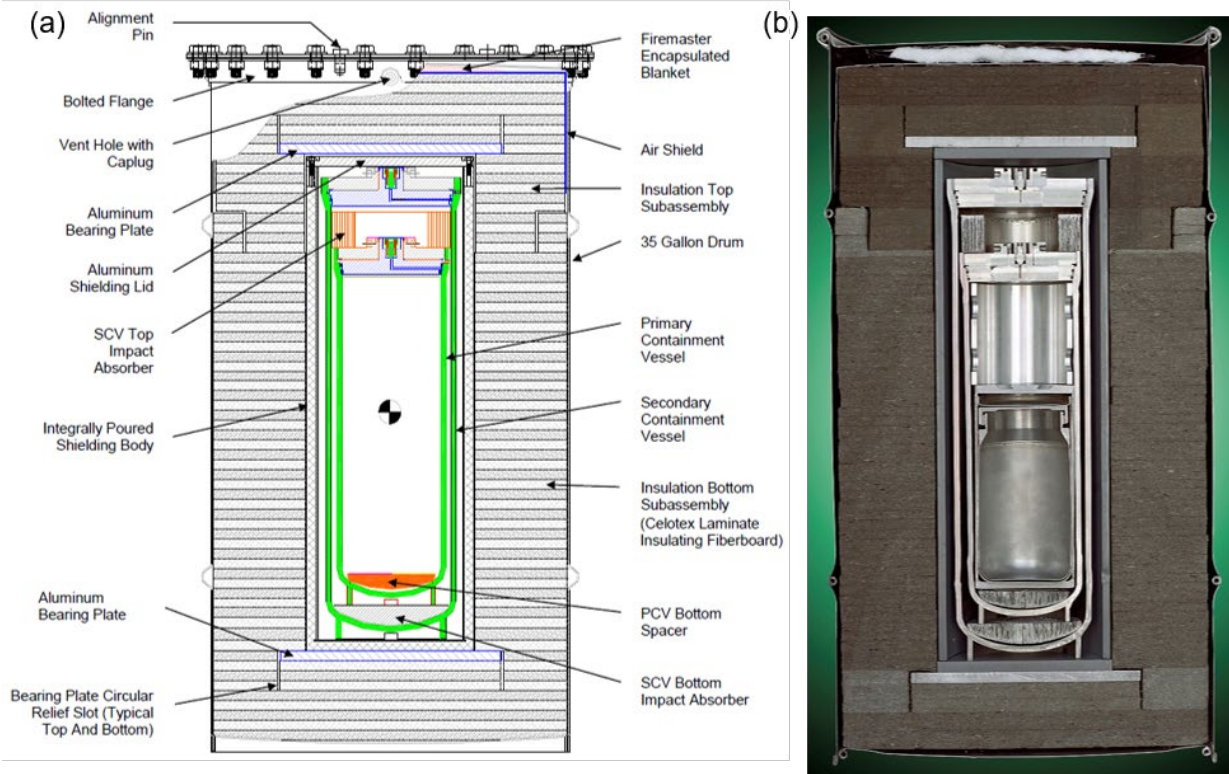 (a)
Alignment
Pin
Bolted Flange
Vent Hole with
Caplug
Aluminum
Bearing Plate
Aluminum
Shielding Lid
SCV Top
Impact
Absorber
Integrally Poured
Shielding Body
Aluminum
Bearing Plate
Bearing Plate Circular
Relief Slot (Typical
Top And Bottom)
Firemaster
Encapsulated
Blanket
Air Shield
Insulation Top
Subassembly
35 Gallon Drum
Primary
Containment
Vessel
Secondary
Containment
Vessel
Insulation Bottom
Subassembly
(Celotex Laminate
Insulating Fiberboard)
PCV Bottom
Spacer
SCV Bottom
Impact Absorber
(b)